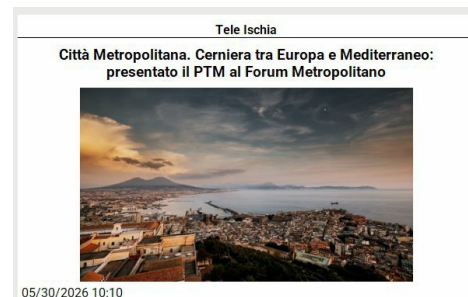 Tele Ischia
Città Metropolitana. Cerniera tra Europa e Mediterraneo:
presentato il PTM al Forum Metropolitano
05/30/2026 10:10